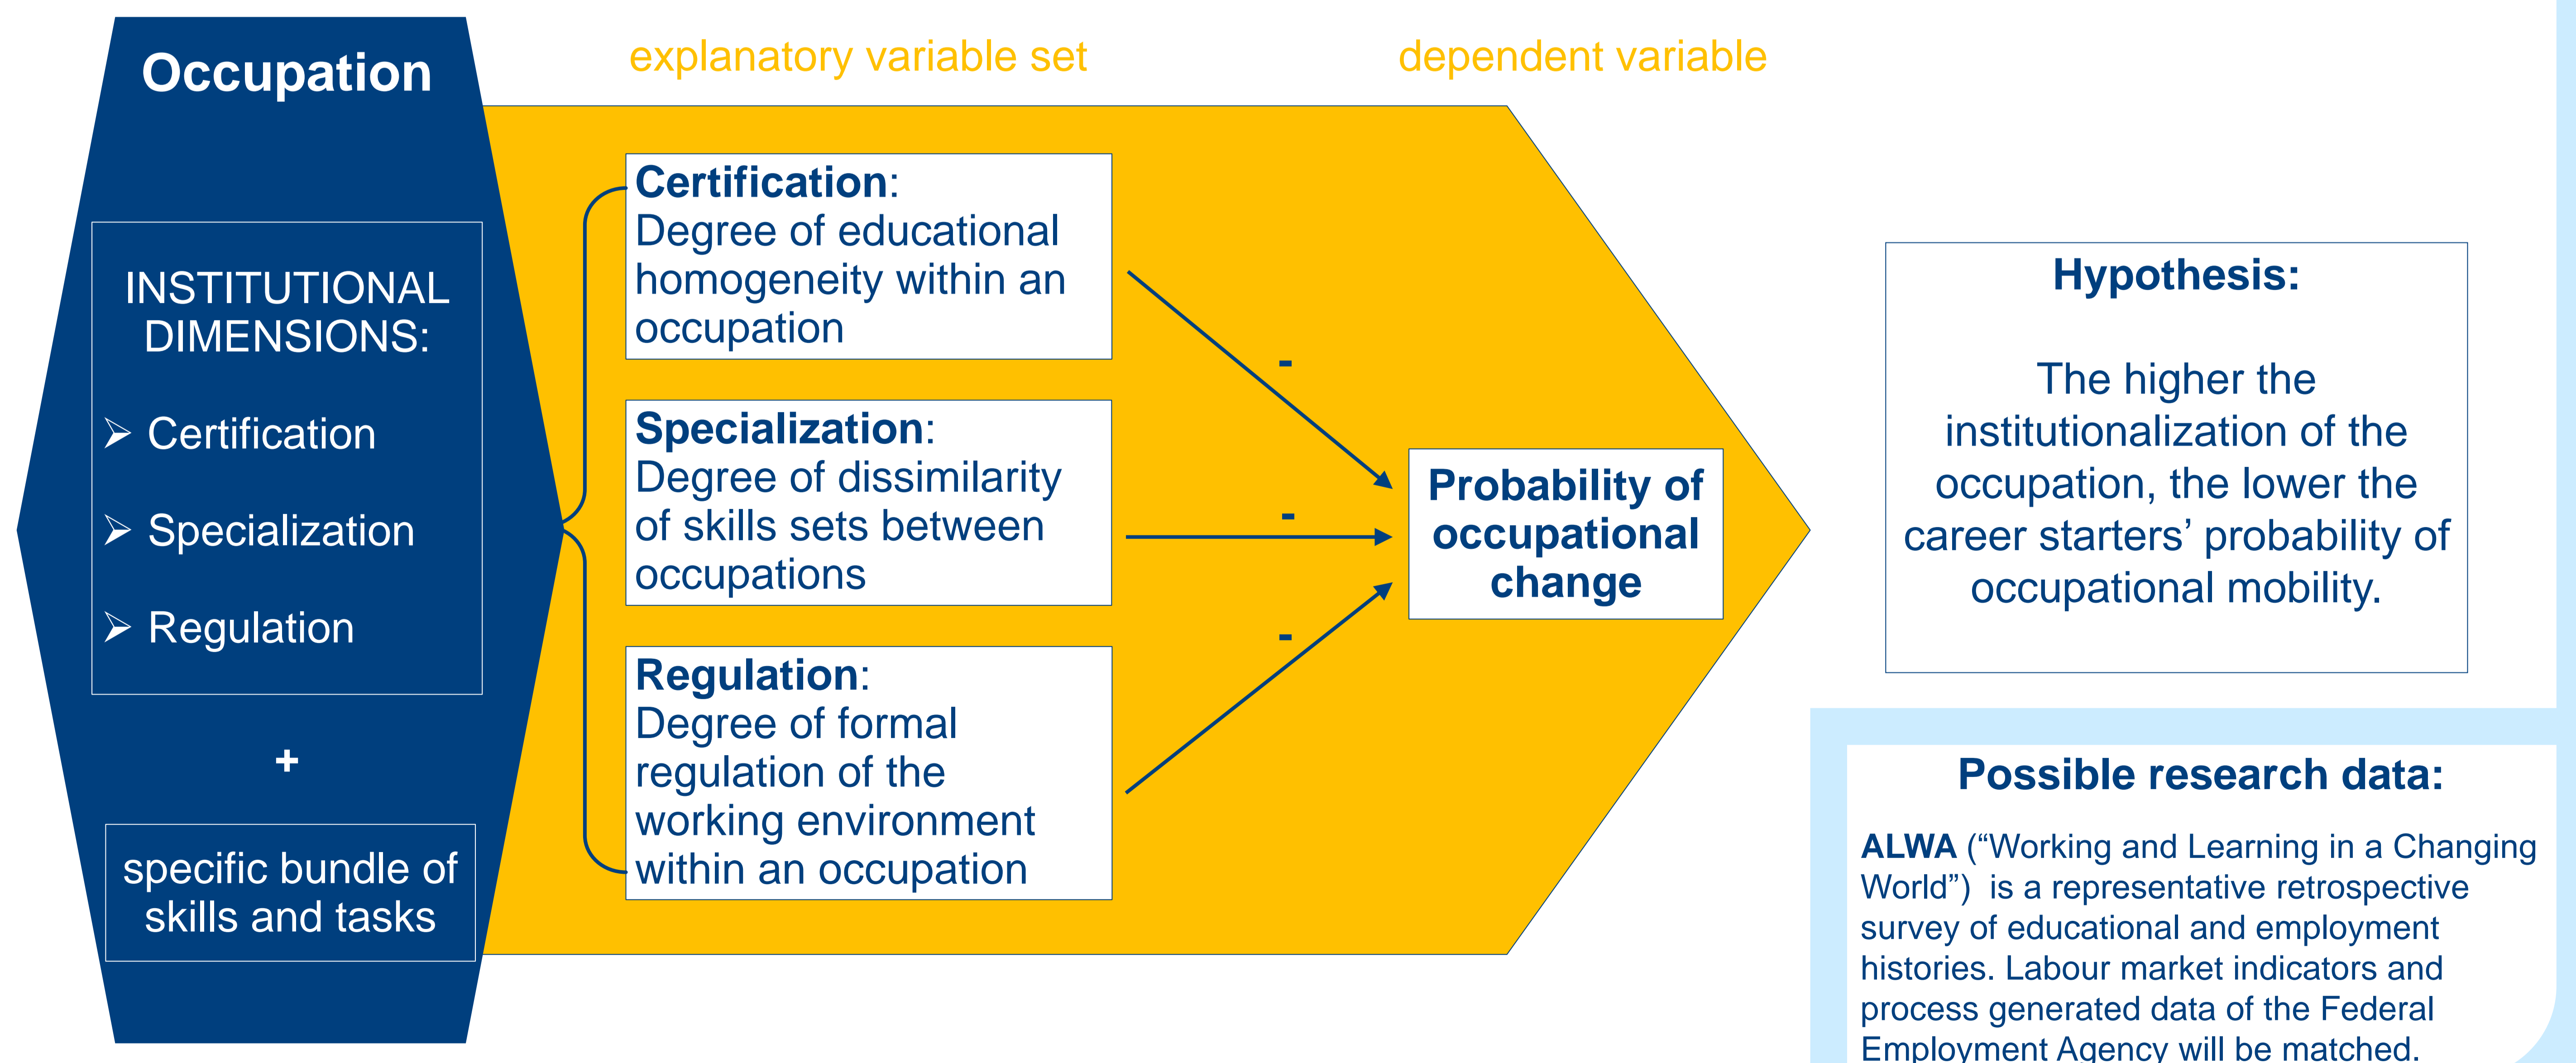 Occupation
INSTITUTIONAL
DIMENSIONS:
➢ Certification
➢ Specialization
➢ Regulation
+
specific bundle of
skills and tasks
explanatory variable set
dependent variable
Certification:
Degree of educational
homogeneity within an
occupation
Specialization:
Degree of dissimilarity
of skills sets between
occupations
Regulation:
Degree of formal
regulation of the
working environment
within an occupation
-
-
-
Probability of
occupational
change
Hypothesis:
The higher the
institutionalization of the
occupation, the lower the
career starters’ probability of
occupational mobility.
Possible research data:
ALWA (“Working and Learning in a Changing
World”) is a representative retrospective
survey of educational and employment
histories. Labour market indicators and
process generated data of the Federal
Employment Agency will be matched.